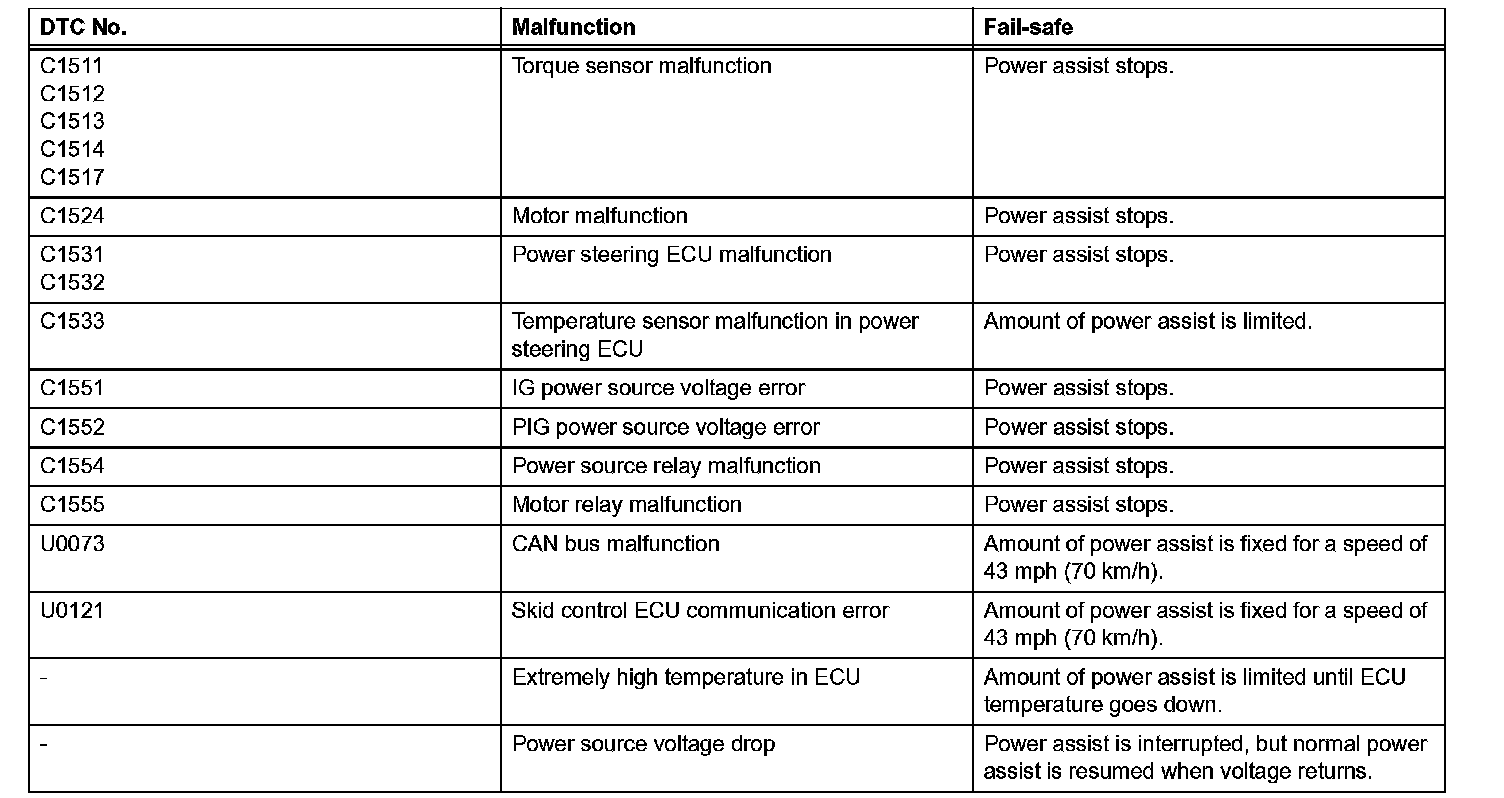 DTC No. Malfunction Fail-safe
C1511 Torque sensor malfunction Power assist stops.
C1512
C1513
C1514
C1517
C1524 Motor malfunction Power assist stops.
C1531 Power steering ECU malfunction Power assist stops.
C1532
C1533 Temperature sensor malfunction in power Amount of power assist is limited.
steering ECU
C1551 IG power source voltage error Power assist stops.
C1552 PIG power source voltage error Power assist stops.
C1554 Power source relay malfunction Power assist stops.
C1555 Motor relay malfunction Power assist stops.
U0073 CAN bus malfunction Amount of power assist is fixed for a speed of
43 mph (70 km/h).
U0121 Skid control ECU communication error Amount of power assist is fixed for a speed of
43 mph (70 km/h).
- Extremely high temperature in ECU Amount of power assist is limited until ECU
temperature goes down.
- Power source voltage drop Power assist is interrupted, but normal power
assist is resumed when voltage returns.